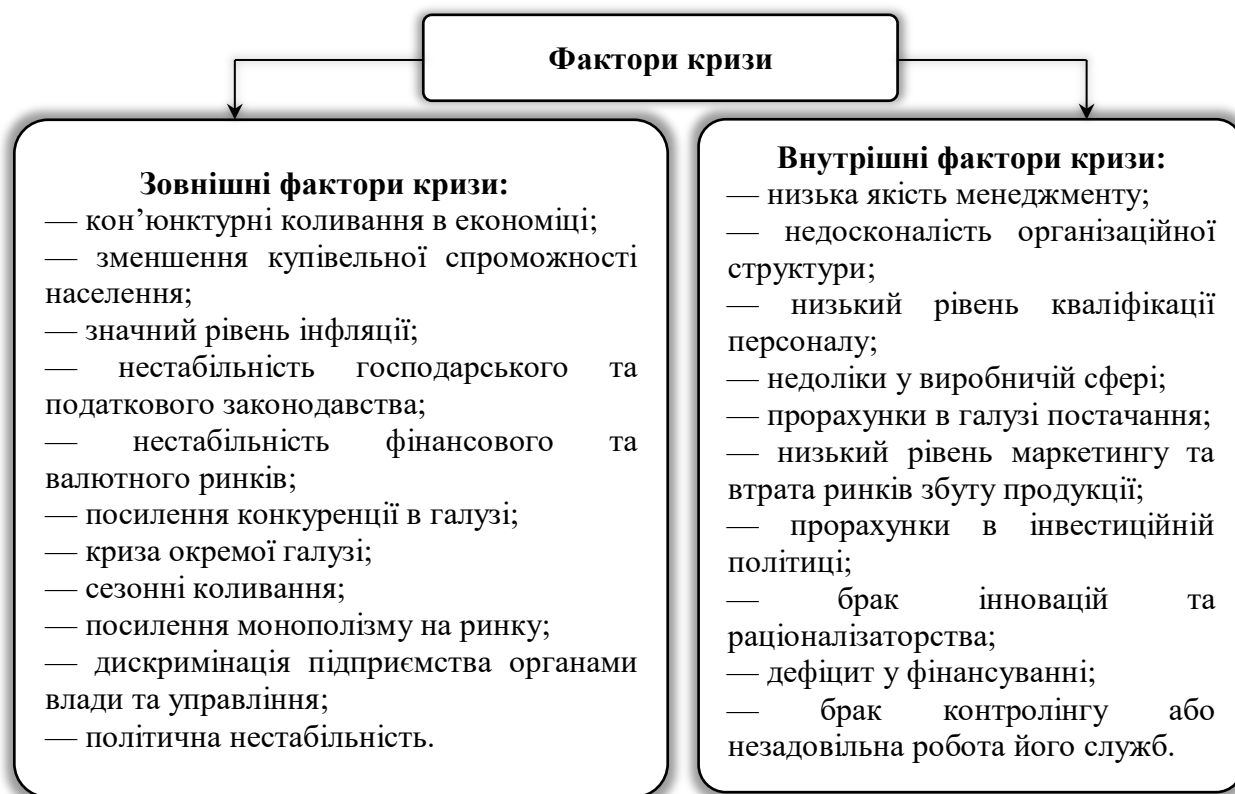 Фактори кризи
Зовнішні фактори кризи:
— кон’юнктурні коливання в економіці;
— зменшення купівельної спроможності
населення;
— значний рівень інфляції;
— нестабільність господарського та
податкового законодавства;
— нестабільність фінансового та
валютного ринків;
— посилення конкуренції в галузі;
— криза окремої галузі;
— сезонні коливання;
— посилення монополізму на ринку;
— дискримінація підприємства органами
влади та управління;
— політична нестабільність.
Внутрішні фактори кризи:
— низька якість менеджменту;
— недосконалість організаційної
структури;
— низький рівень кваліфікації
персоналу;
— недоліки у виробничій сфері;
— прорахунки в галузі постачання;
— низький рівень маркетингу та
втрата ринків збуту продукції;
— прорахунки в інвестиційній
політиці;
— брак інновацій та
раціоналізаторства;
— дефіцит у фінансуванні;
— брак контролінгу або
незадовільна робота його служб.